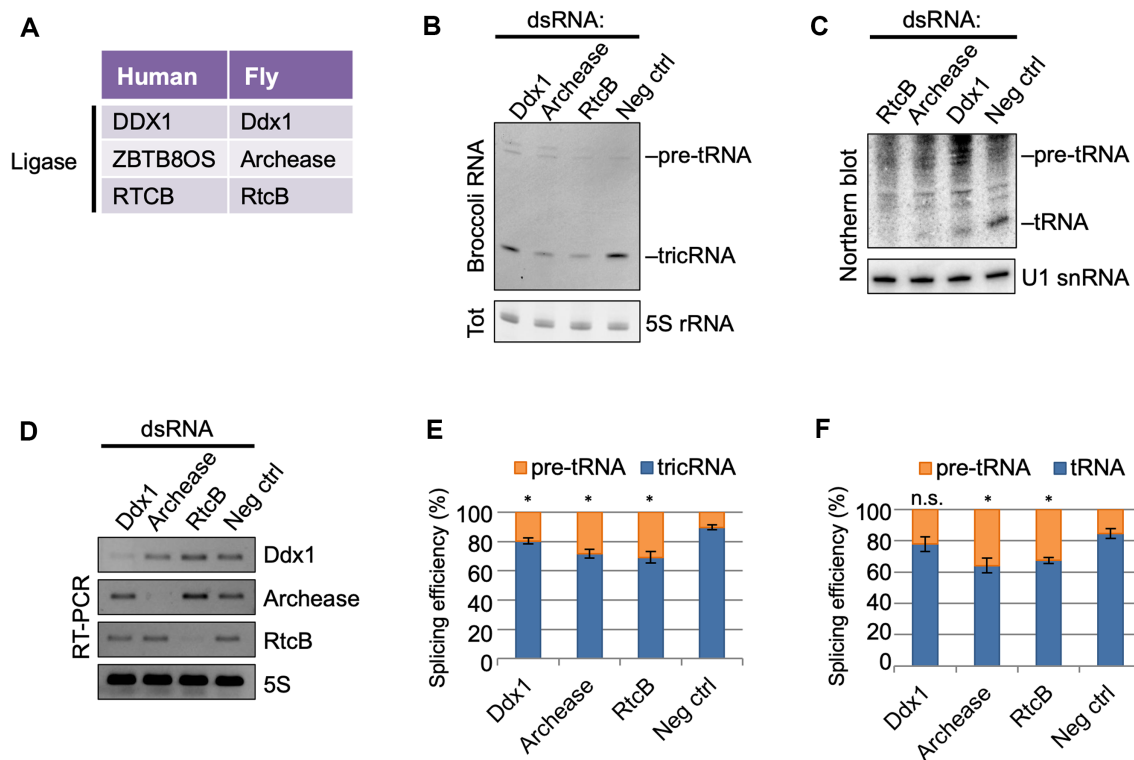 A
Human Fly
DDX1 Ddx1
Ligase ZBTB8OS Archease
RTCB RtcB
B
dsRNA:
Ddx1 Archease RtcB Neg ctrl
Broccoli RNA
–pre-tRNA
–tricRNA
Tot 5S rRNA
C
dsRNA:
RtcB Archease Ddx1 Neg ctrl
Northern blot
–pre-tRNA
–tRNA
U1 snRNA
D
dsRNA
Ddx1 Archease RtcB Neg ctrl
RT-PCR
Ddx1
Archease
RtcB
5S
E
pre-tRNA tricRNA
Splicing efficiency (%)
* * *
100
80
60
40
20
0
Ddx1 Archease RtcB Neg ctrl
F
pre-tRNA tRNA
Splicing efficiency (%)
n.s. * *
100
80
60
40
20
0
Ddx1 Archease RtcB Neg ctrl